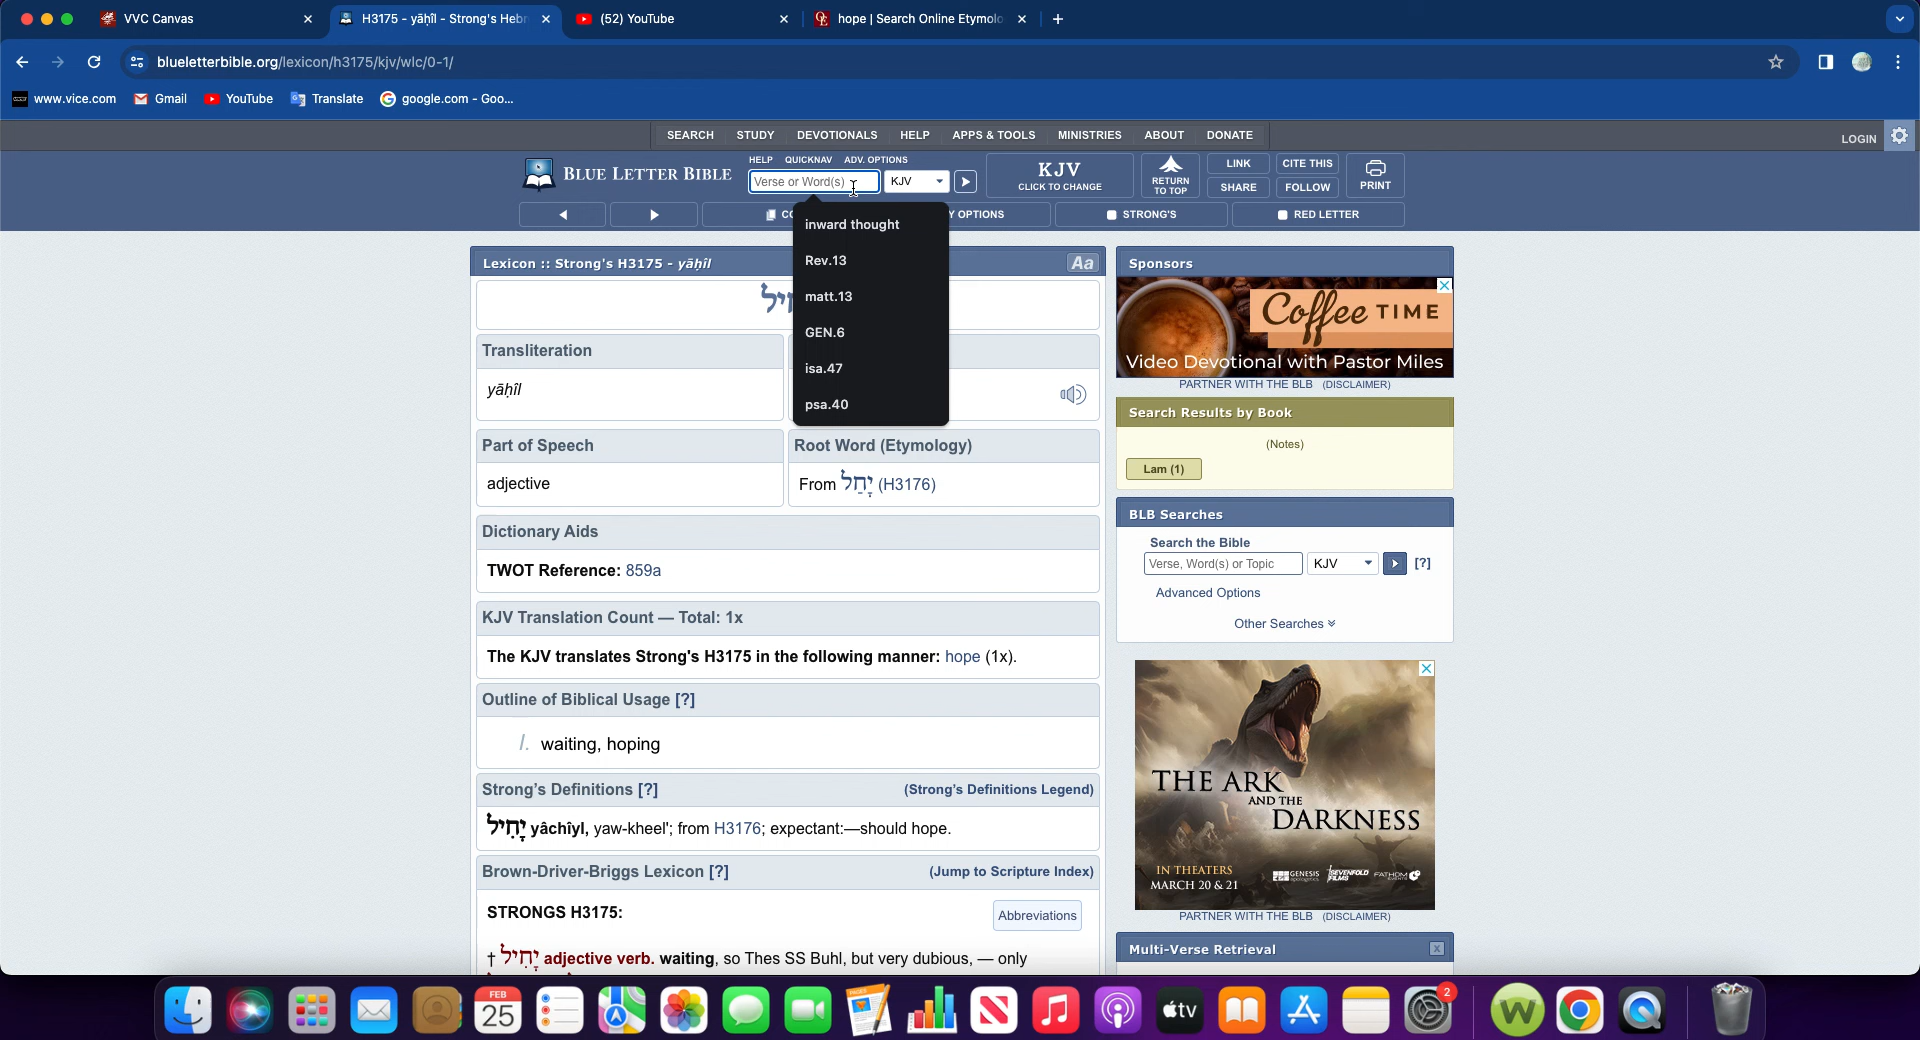 VVC Canvas
H3175 - yāḥîl - Strong's Heb
(52) YouTube
hope | Search Online Etymolo
blueletterbible.org/lexicon/h3175/kjv/wlc/0-1/
www.vice.com
Gmail
YouTube
Translate
google.com - Goo...
SEARCH STUDY DEVOTIONALS HELP APPS & TOOLS MINISTRIES ABOUT DONATE
LOGIN
BLUE LETTER BIBLE
HELP QUICKNAV ADV. OPTIONS
Verse or Word(s)
KJV
KJV
CLICK TO CHANGE
RETURN
TO TOP
LINK
CITE THIS
SHARE
FOLLOW
PRINT
CO
Y OPTIONS
STRONG'S
RED LETTER
inward thought
Rev.13
matt.13
GEN.6
isa.47
psa.40
Lexicon :: Strong's H3175 - yāḥîl
Aa
Transliteration
yāḥîl
Part of Speech
adjective
Root Word (Etymology)
From יָחַל (H3176)
Dictionary Aids
TWOT Reference: 859a
KJV Translation Count — Total: 1x
The KJV translates Strong's H3175 in the following manner: hope (1x).
Outline of Biblical Usage [?]
I. waiting, hoping
Strong's Definitions [?]
(Strong's Definitions Legend)
יָחִיל yâchîyl, yaw-kheel'; from H3176; expectant:—should hope.
Brown-Driver-Briggs Lexicon [?]
(Jump to Scripture Index)
STRONGS H3175:
Abbreviations
† יָחִיל adjective verb. waiting, so Thes SS Buhl, but very dubious, — only
Sponsors
Coffee TIME
Video Devotional with Pastor Miles
PARTNER WITH THE BLB (DISCLAIMER)
Search Results by Book
(Notes)
Lam (1)
BLB Searches
Search the Bible
Verse, Word(s) or Topic
KJV
[?]
Advanced Options
Other Searches
THE ARK
AND THE
DARKNESS
IN THEATERS
MARCH 20 & 21
GENESIS
SEVENFOLD
FILMS
FATHOM
EVENTS
PARTNER WITH THE BLB (DISCLAIMER)
Multi-Verse Retrieval
x
FEB
25
PAGES
tv
2